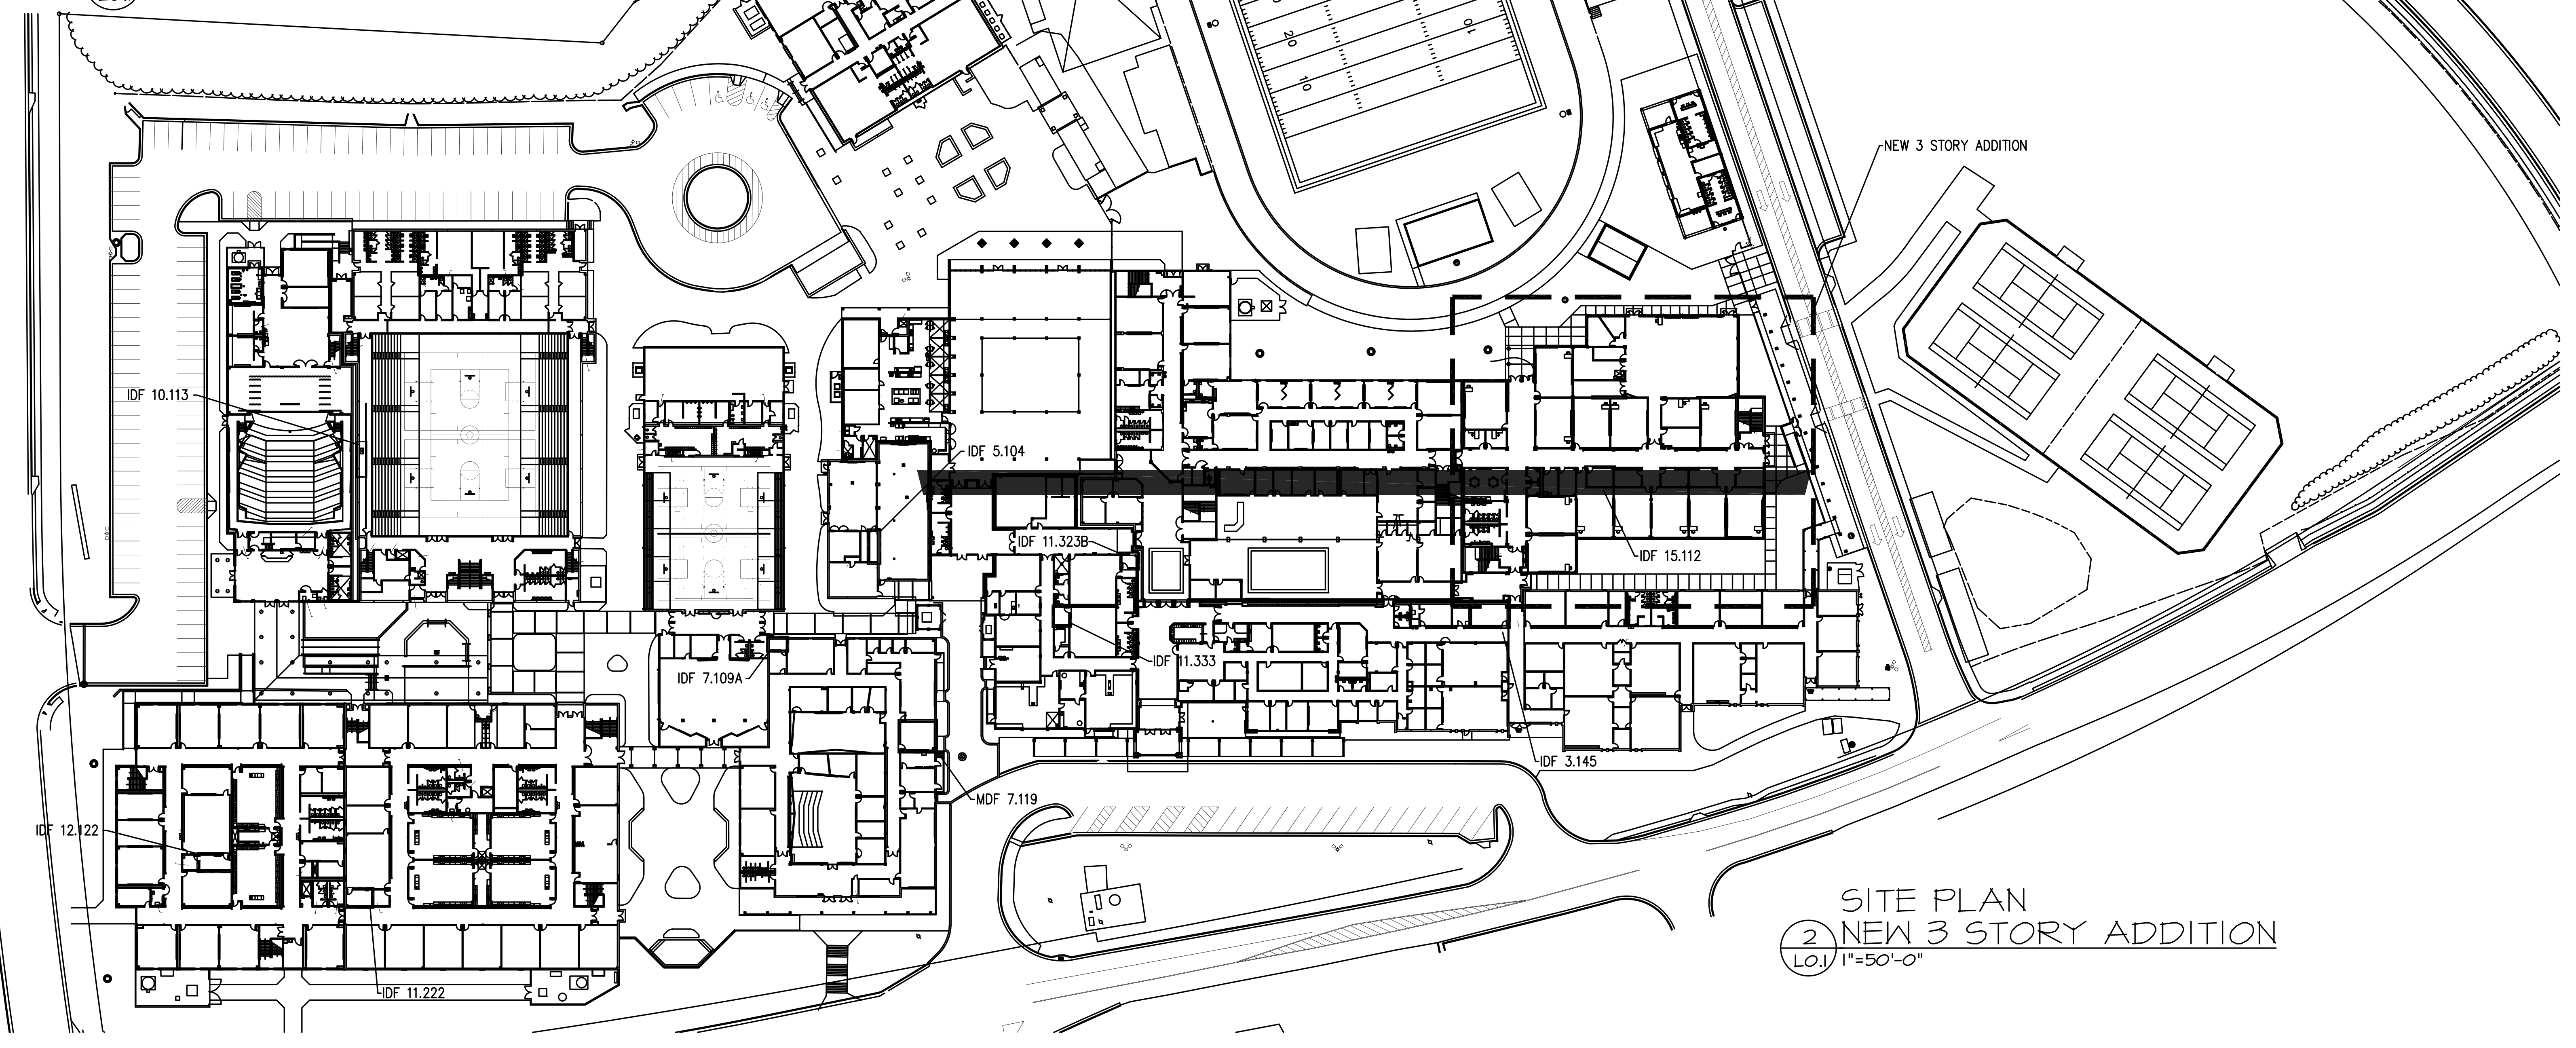 20
10
10
NEW 3 STORY ADDITION
IDF 10.113
IDF 5.104
IDF 11.323B
IDF 15.112
IDF 11.333
IDF 7.109A
IDF 3.145
MDF 7.119
IDF 12.122
IDF 11.222
SITE PLAN
2 NEW 3 STORY ADDITION
L0.1 1"=50'-0"